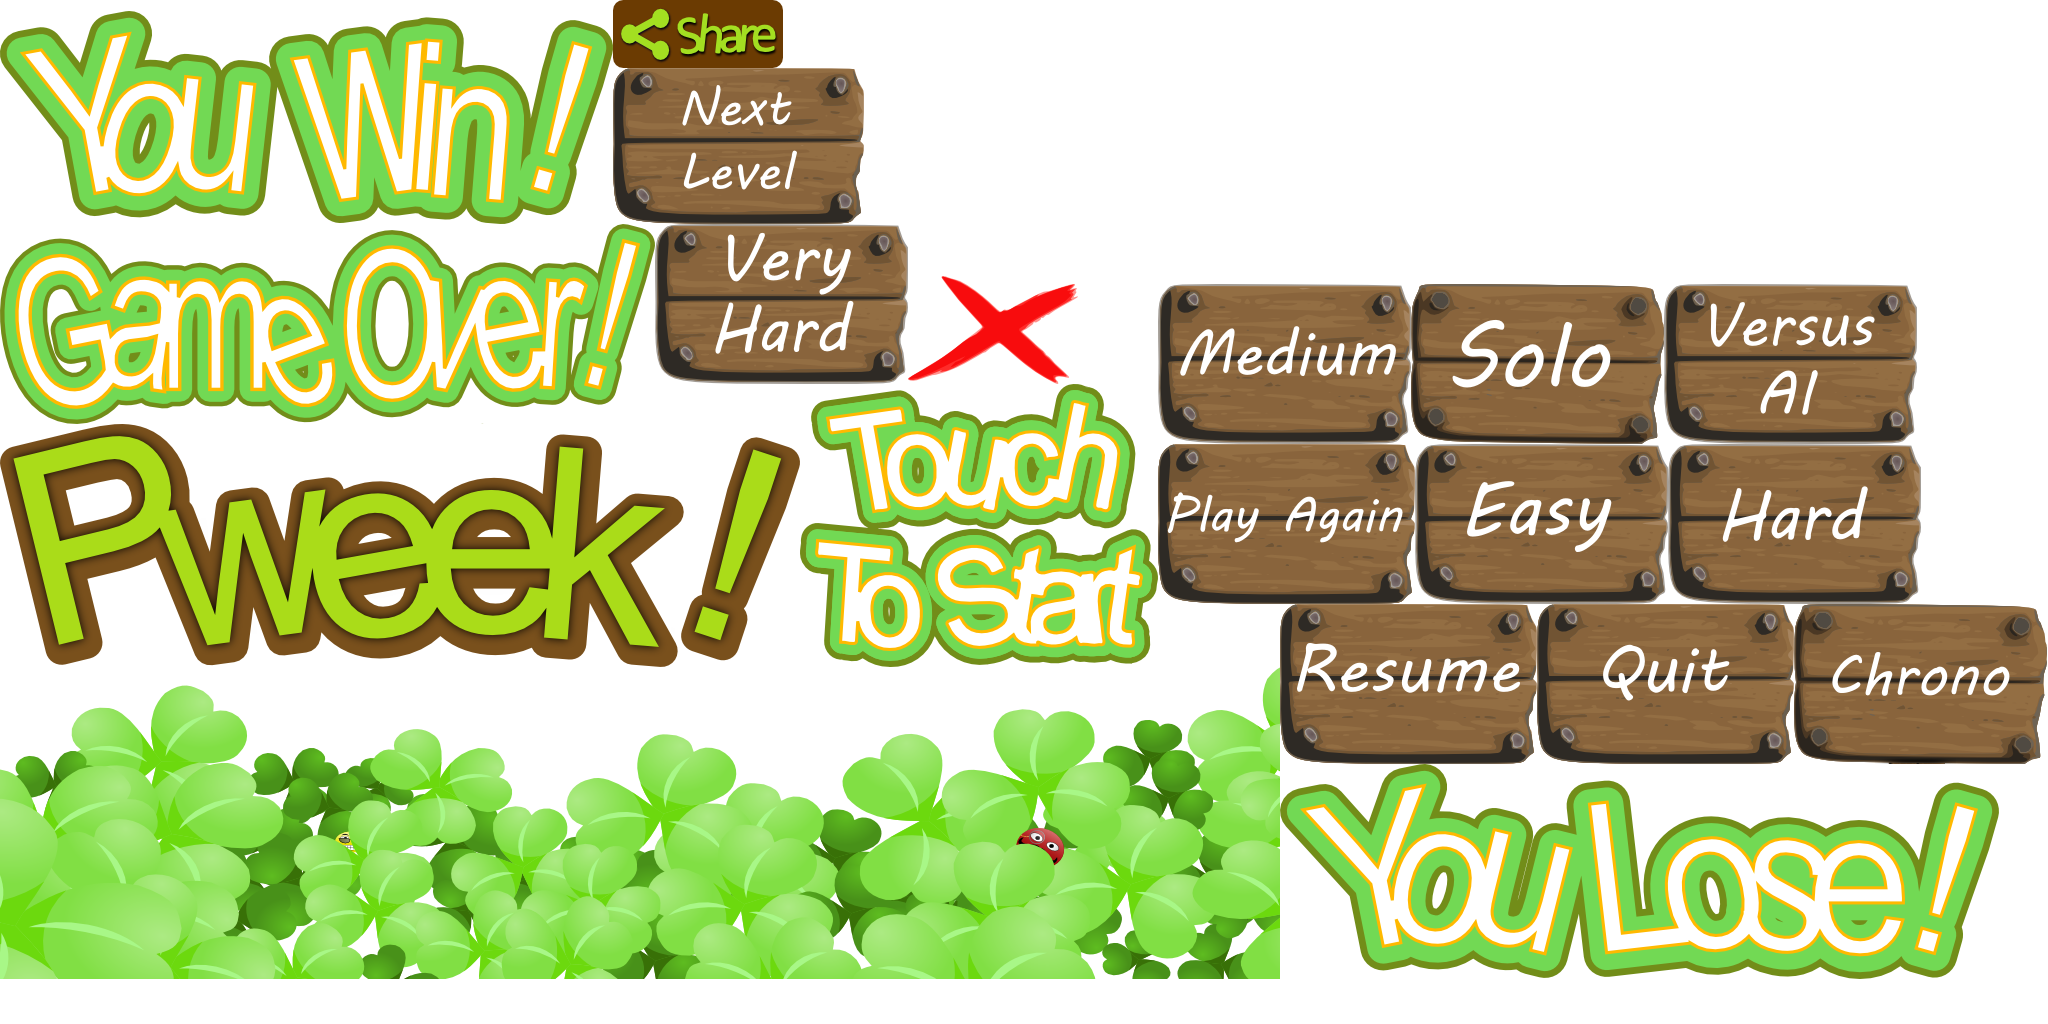 You Win!
Share
Next
Level
Game Over!
Very
Hard
Medium
Solo
Versus
AI
Pweek!
Touch
To Start
Play Again
Easy
Hard
Resume
Quit
Chrono
You Lose!